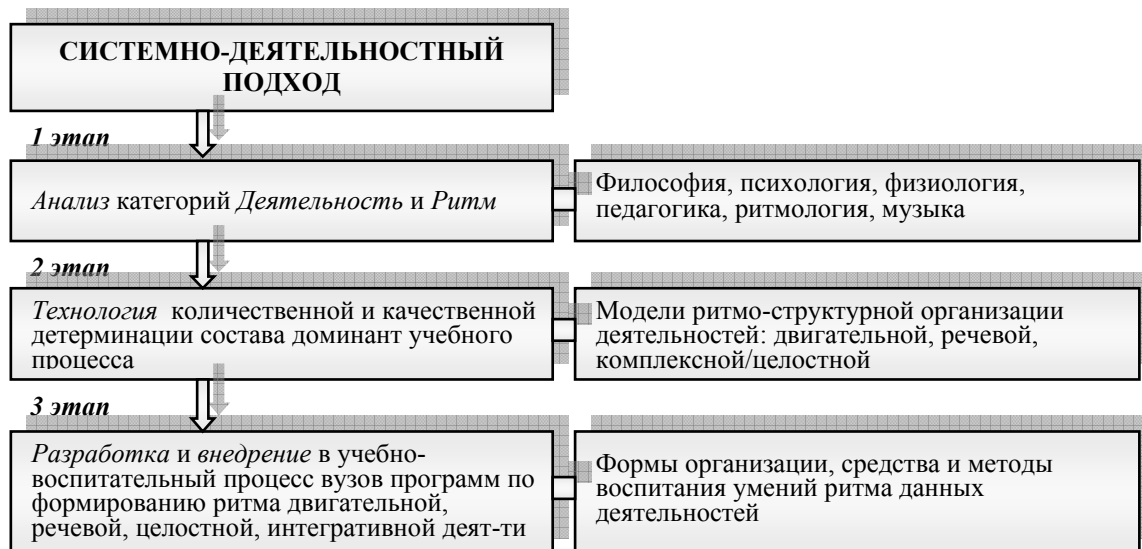 СИСТЕМНО-ДЕЯТЕЛЬНОСТНЫЙ
ПОДХОД
1 этап
Анализ категорий Деятельность и Ритм
Философия, психология, физиология,
педагогика, ритмология, музыка
2 этап
Технология количественной и качественной
детерминации состава доминант учебного
процесса
Модели ритмо-структурной организации
деятельностей: двигательной, речевой,
комплексной/целостной
3 этап
Разработка и внедрение в учебно-
воспитательный процесс вузов программ по
формированию ритма двигательной,
речевой, целостной, интегративной деят-ти
Формы организации, средства и методы
воспитания умений ритма данных
деятельностей